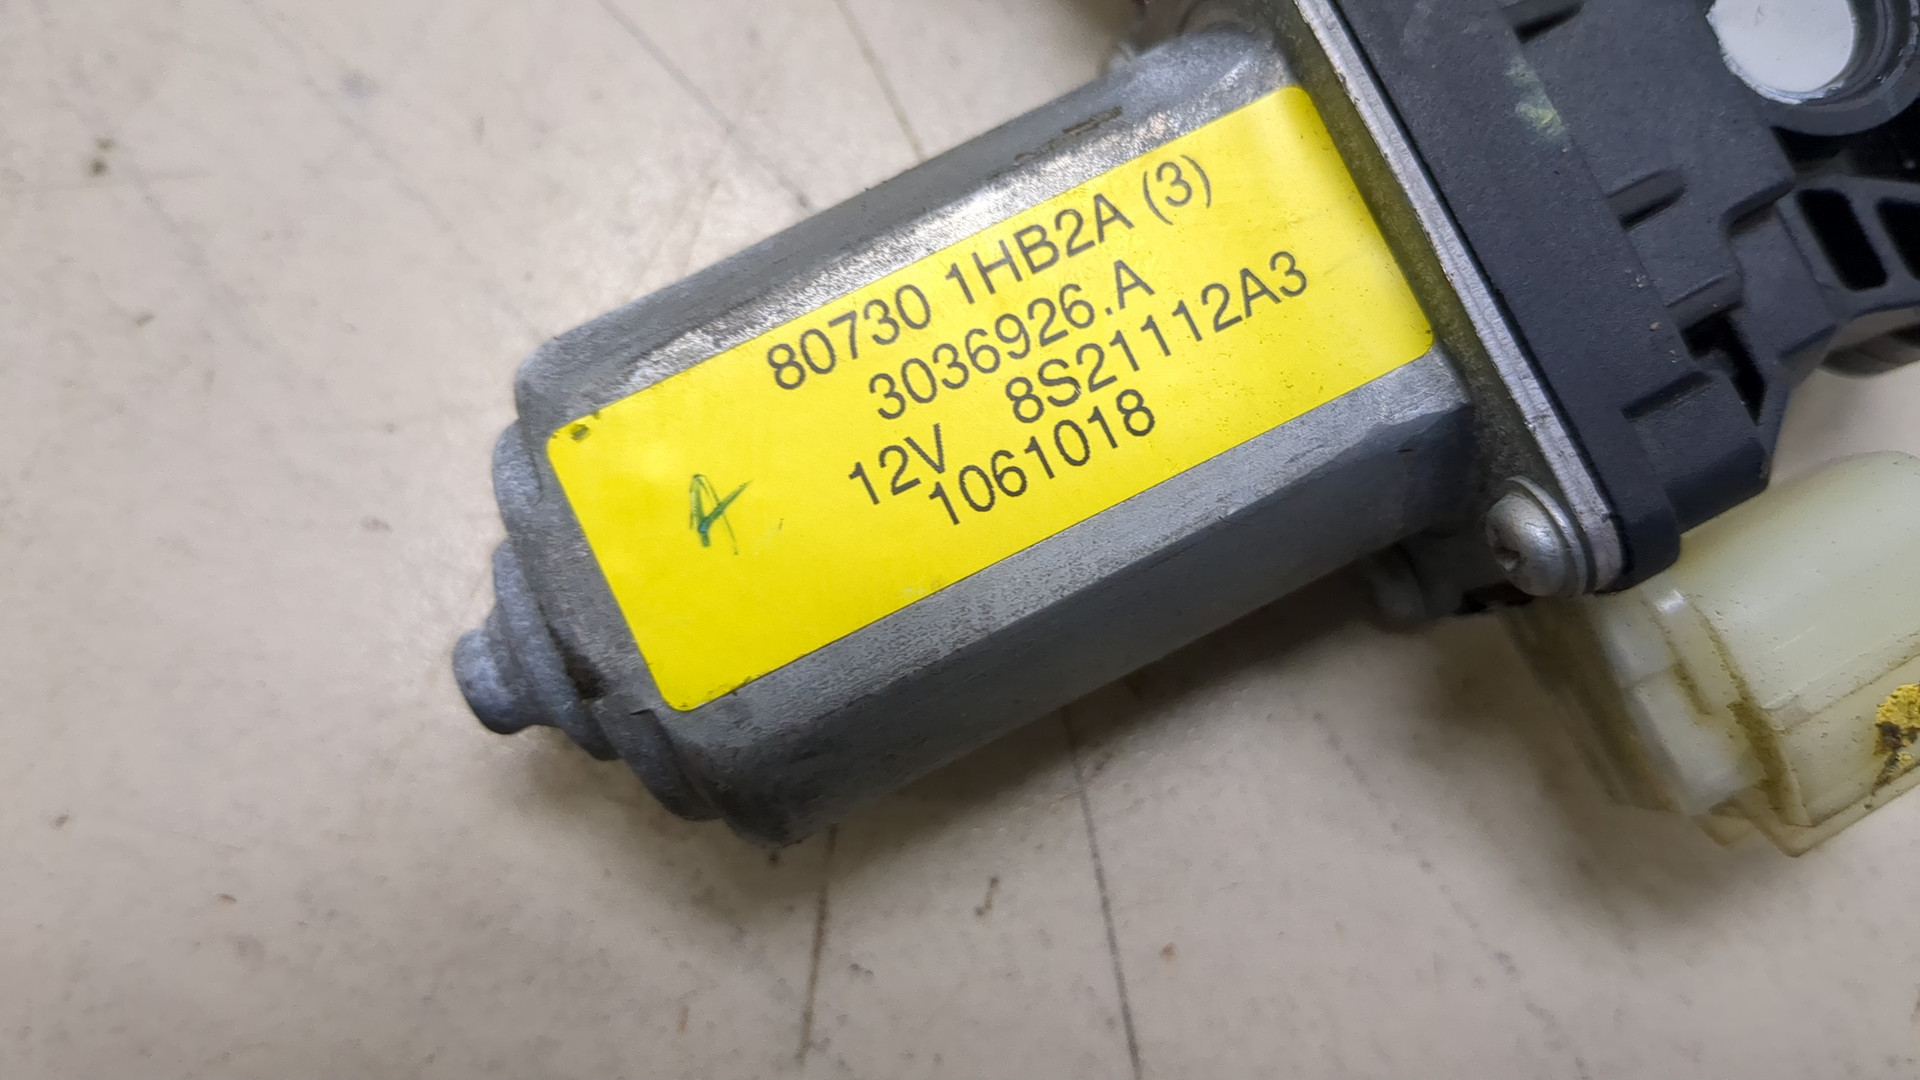 80730 1HB2A (3)
3036926.A
12V 8S21112A3
1061018
A